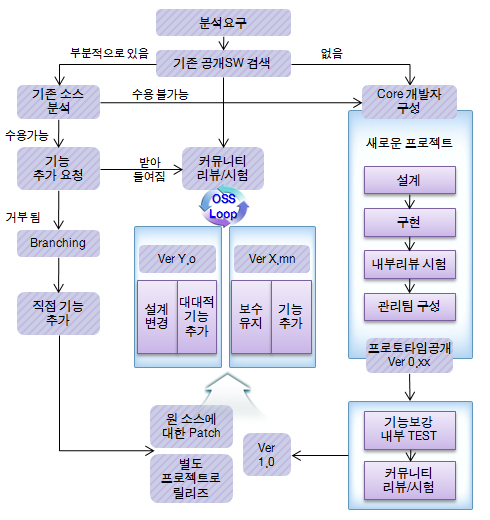 분석요구
부분적으로 있음
기존 공개SW 검색
없음
기존 소스
분석
수용 불가능
Core 개발자
구성
수용가능
기능
추가 요청
받아
들여짐
커뮤니티
리뷰/시험
새로운 프로젝트
설계
구현
내부리뷰 시험
관리팀 구성
OSS
Loop
거부 됨
Branching
직접 기능
추가
Ver Y.o
설계
변경
대대적
기능
추가
Ver X.mn
보수
유지
기능
추가
프로토타임공개
Ver 0.xx
원 소스에
대한 Patch
별도
프로젝트로
릴리즈
Ver
1.0
기능보강
내부 TEST
커뮤니티
리뷰/시험